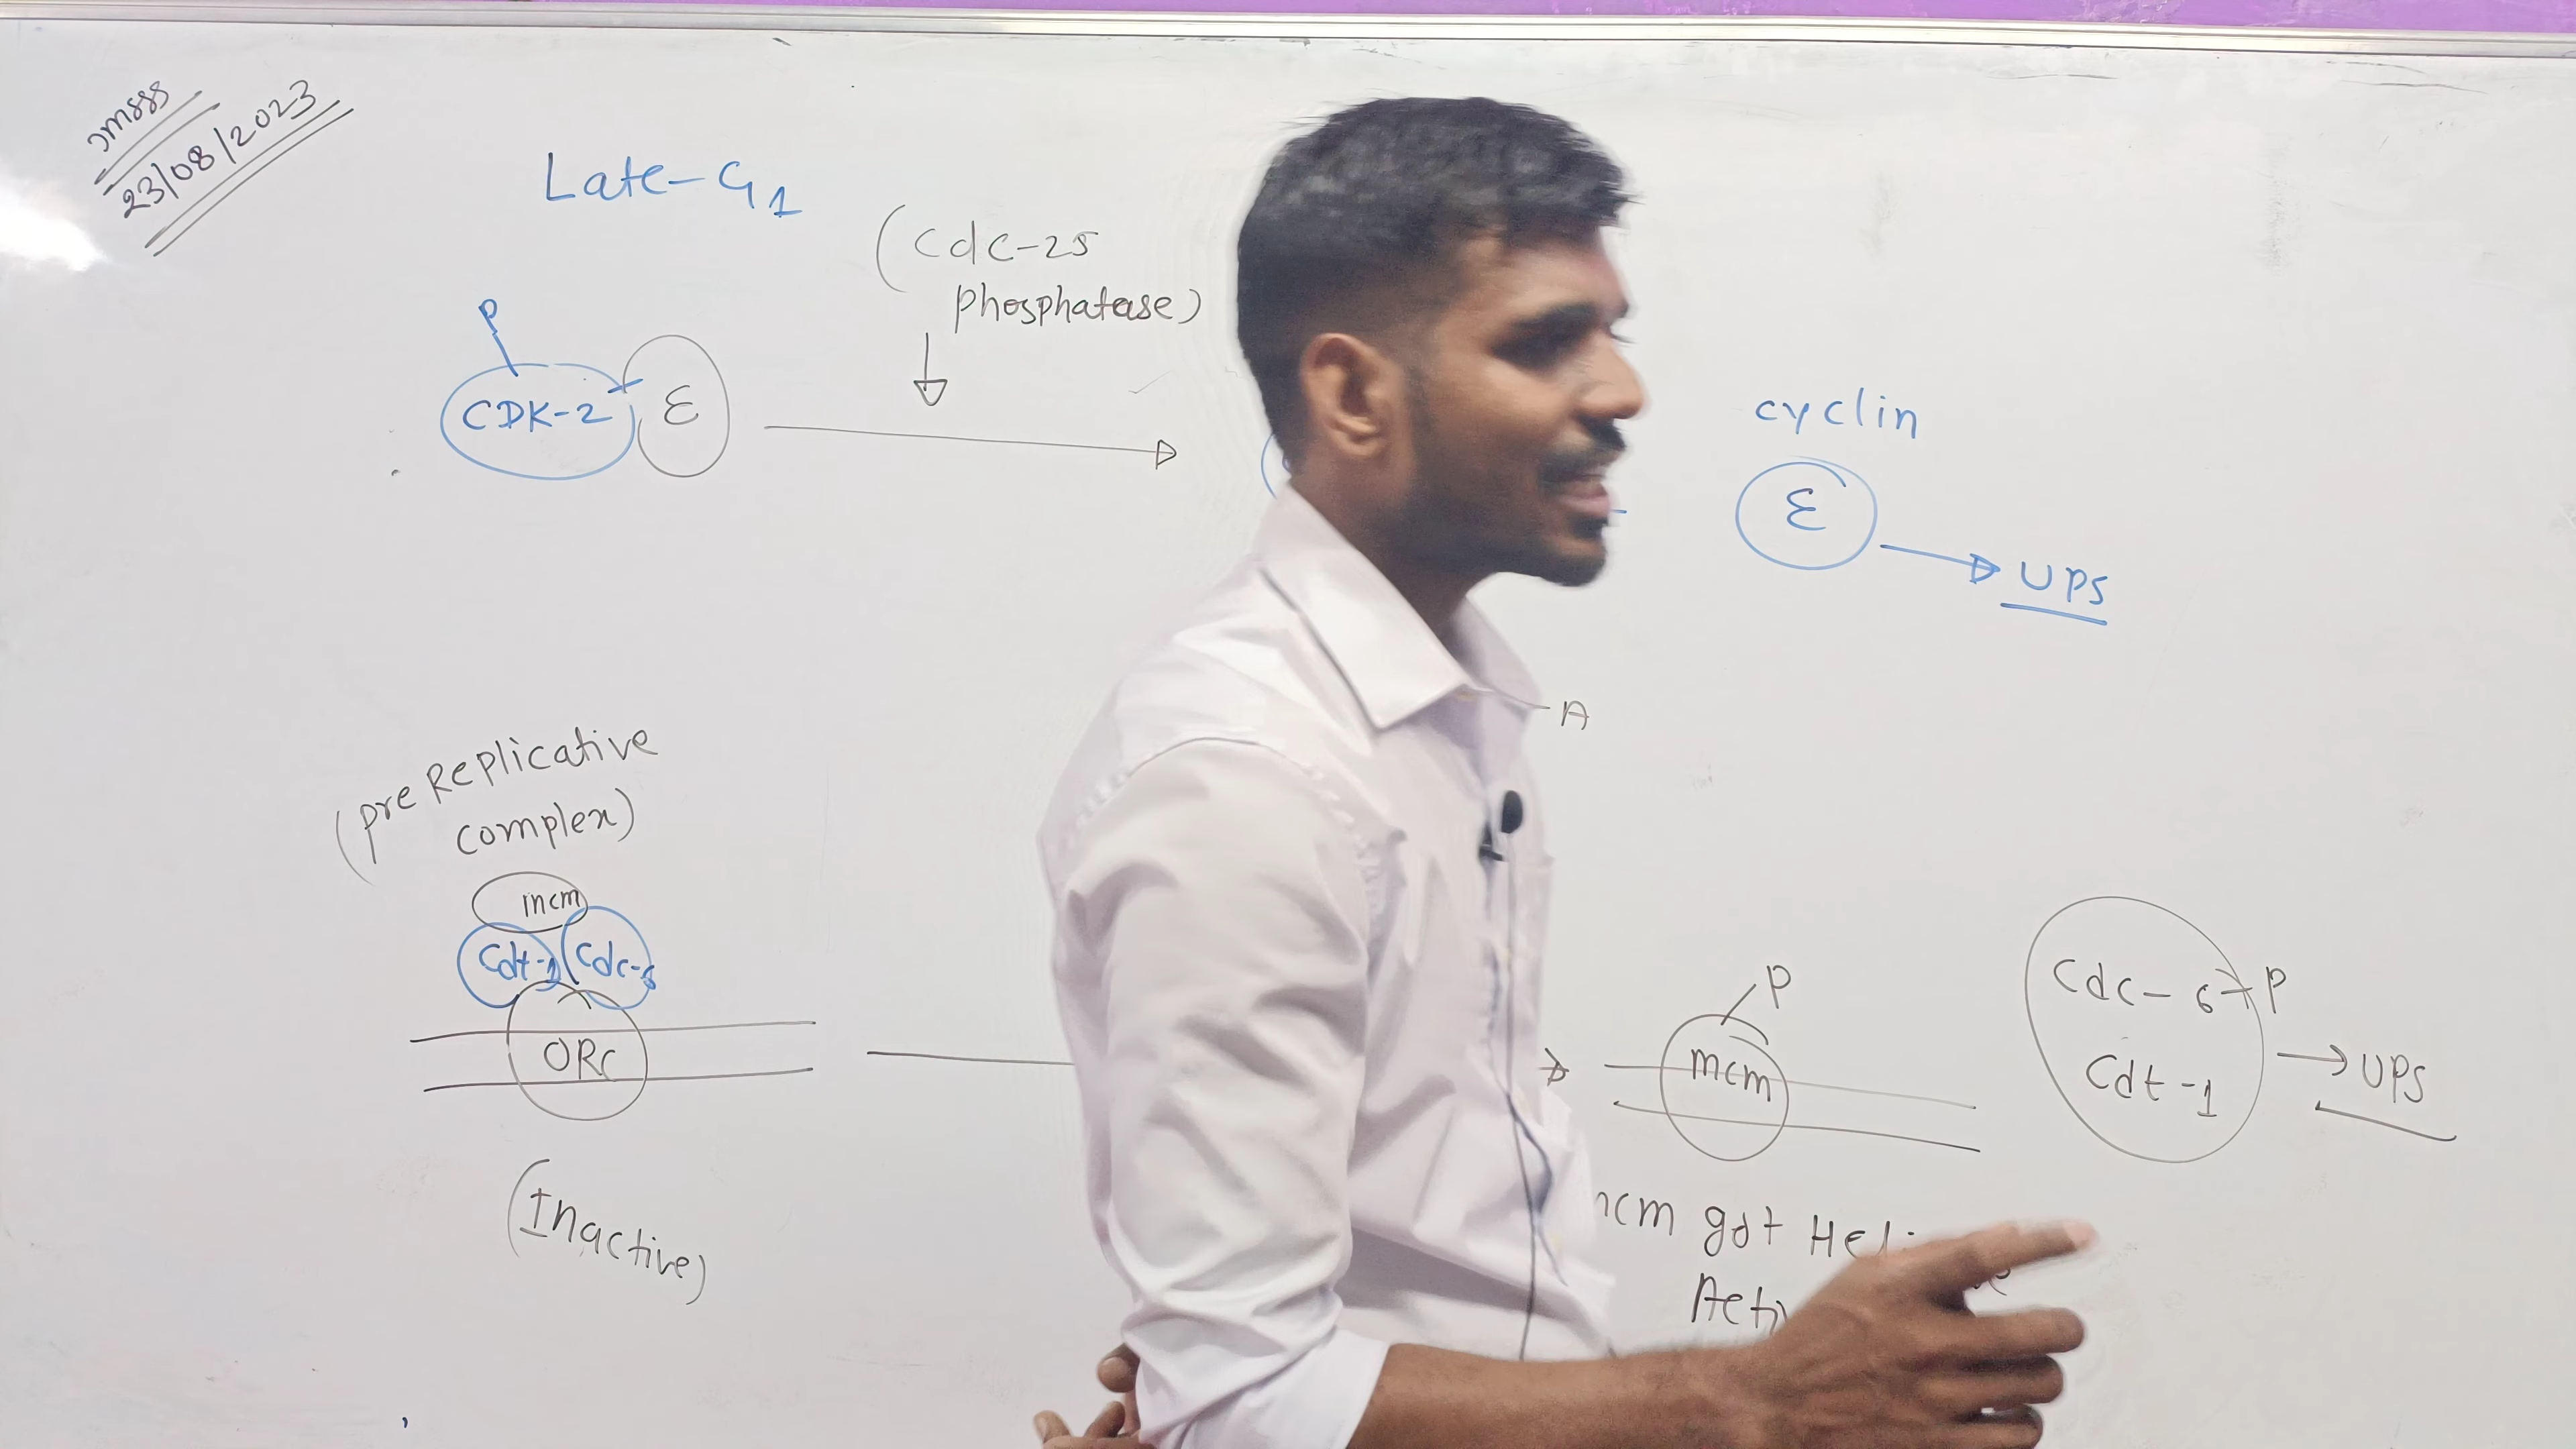 23/08/2023
Late-G1
(Cdc-25
phosphatase)
P
CDK-2
E
cyclin
E
UPS
A
(pre Replicative
complex)
mcm
Cdt-1
Cdc-6
ORC
(Inactive)
P
mcm
Cdc-6-P
Cdt-1
UPS
got